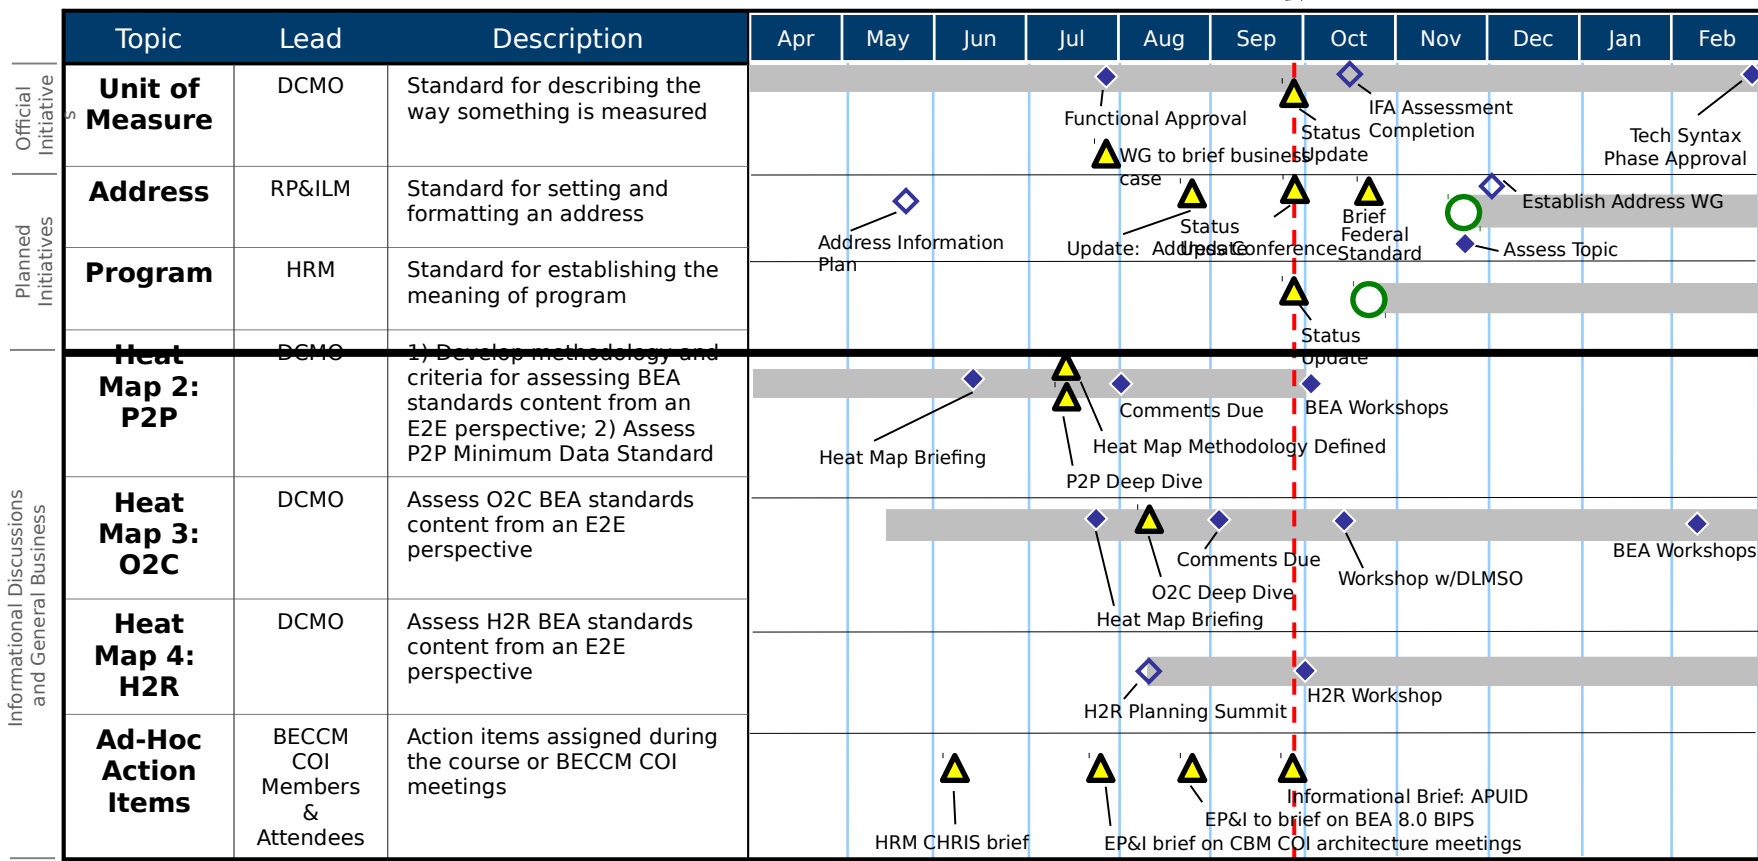 Topic Lead Description Apr May Jun Jul Aug Sep Oct Nov Dec Jan Feb
Official
Initiative
s
Unit of
Measure
DCMO
Standard for describing the
way something is measured
Functional Approval
WG to brief business
case
Status
Update
IFA Assessment
Completion
Tech Syntax
Phase Approval
Planned
Initiatives
Address
RP&ILM
Standard for setting and
formatting an address
Address Information
Plan
Update: Address Conference
Status
Update
Brief
Federal
Standard
Establish Address WG
Assess Topic
Program
HRM
Standard for establishing the
meaning of program
Status
Update
Informational Discussions
and General Business
Heat
Map 2:
P2P
DCMO
1) Develop methodology and
criteria for assessing BEA
standards content from an
E2E perspective; 2) Assess
P2P Minimum Data Standard
Heat Map Briefing
Comments Due
BEA Workshops
Heat Map Methodology Defined
P2P Deep Dive
Heat
Map 3:
O2C
DCMO
Assess O2C BEA standards
content from an E2E
perspective
Comments Due
O2C Deep Dive
Heat Map Briefing
Workshop w/DLMSO
BEA Workshops
Heat
Map 4:
H2R
DCMO
Assess H2R BEA standards
content from an E2E
perspective
H2R Planning Summit
H2R Workshop
Ad-Hoc
Action
Items
BECCM
COI
Members
&
Attendees
Action items assigned during
the course or BECCM COI
meetings
HRM CHRIS brief
Informational Brief: APUID
EP&I to brief on BEA 8.0 BIPS
EP&I brief on CBM COI architecture meetings